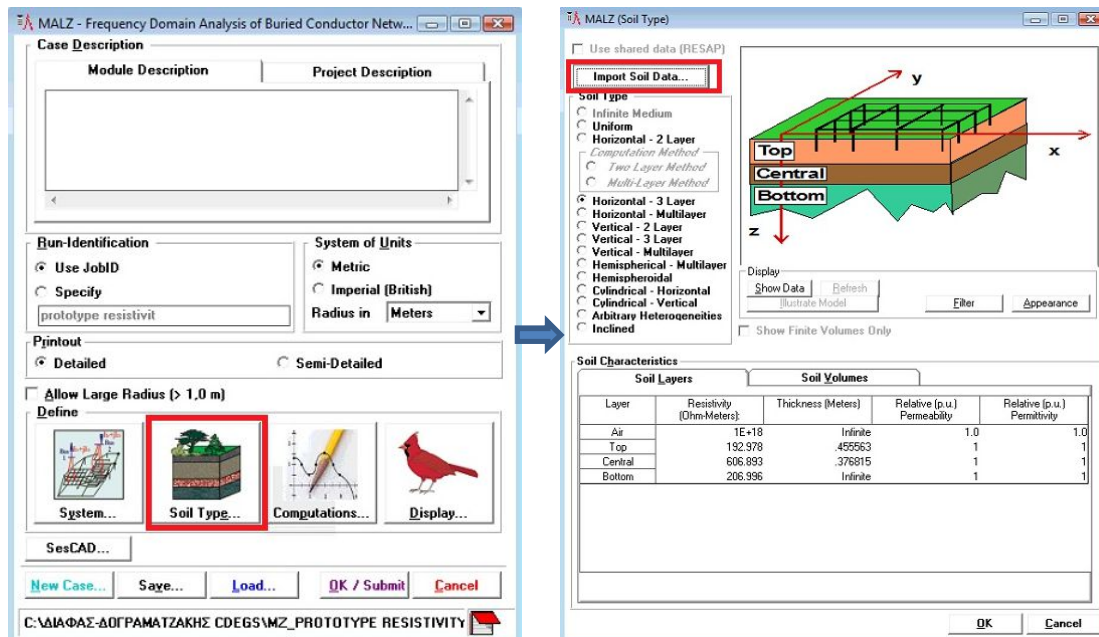 MALZ - Frequency Domain Analysis of Buried Conductor Netw...
Case Description
Module Description
Project Description
Run-Identification
Use JobID
Specify
prototype resistivit
System of Units
Metric
Imperial (British)
Radius in Meters
Printout
Detailed
Semi-Detailed
Allow Large Radius (> 1,0 m)
Define
System...
Soil Type...
Computations...
Display...
SesCAD...
New Case...
Save...
Load...
OK / Submit
Cancel
C:\ΔΙΑΦΑΣ-ΔΟΓΡΑΜΑΤΖΑΚΗΣ CDEGS\MZ_PROTOTYPE RESISTIVITY
MALZ (Soil Type)
Use shared data (RESAP)
Import Soil Data...
Soil Type
Infinite Medium
Uniform
Horizontal - 2 Layer
Computation Method
Two Layer Method
Multi-Layer Method
Horizontal - 3 Layer
Horizontal - Multilayer
Vertical - 2 Layer
Vertical - 3 Layer
Vertical - Multilayer
Hemispherical - Multilayer
Hemispheroidal
Cylindrical - Horizontal
Cylindrical - Vertical
Arbitrary Heterogeneities
Inclined
y
x
z
Top
Central
Bottom
Display
Show Data
Refresh
Illustrate Model
Filter
Appearance
Show Finite Volumes Only
Soil Characteristics
Soil Layers
Soil Volumes
Layer Resistivity (Ohm-Meters): Thickness (Meters) Relative (p.u.) Permeability Relative (p.u.) Permittivity
Air 1E+18 Infinite 1.0 1.0
Top 192.978 .455563 1 1
Central 606.893 .376815 1 1
Bottom 206.996 Infinite 1 1
OK
Cancel